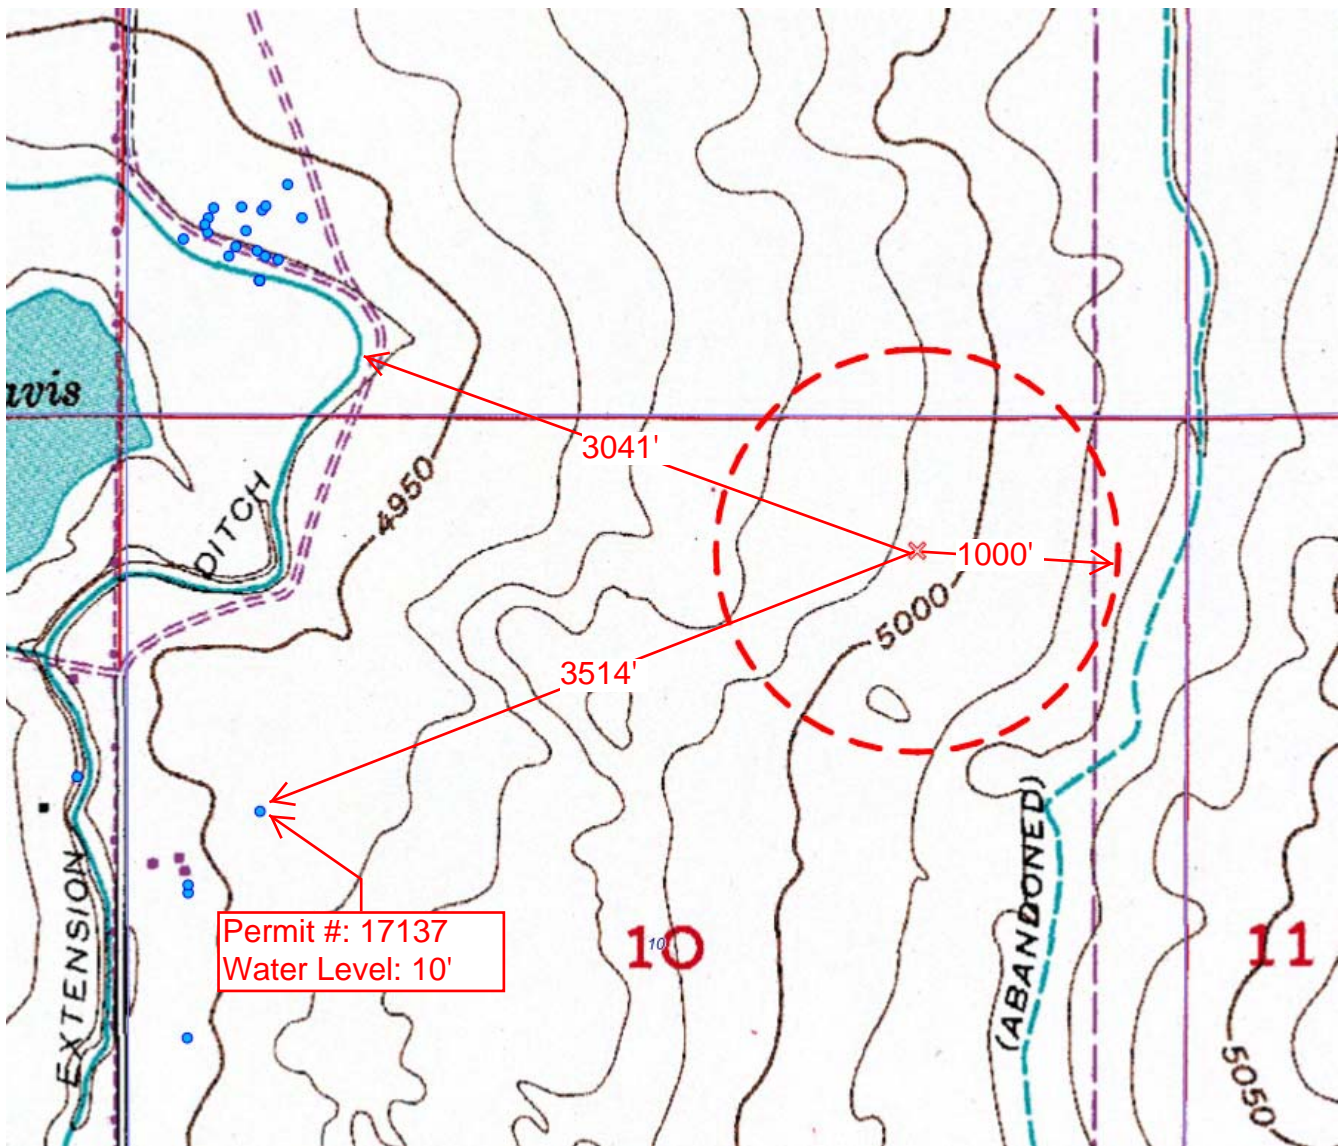 avis
3041'
DITCH
4950
1000'
5000
3514'
EXTENSION
Permit #: 17137
Water Level: 10'
10
10
(ABANDONED)
11
5050